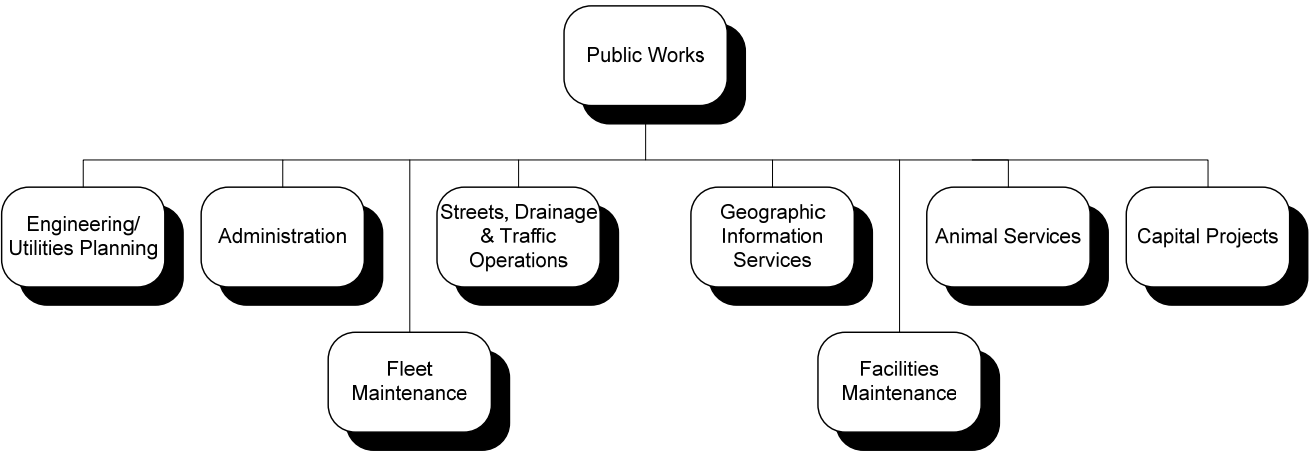 Public Works
Engineering/
Utilities Planning
Administration
Streets, Drainage
& Traffic
Operations
Geographic
Information
Services
Animal Services
Capital Projects
Fleet
Maintenance
Facilities
Maintenance